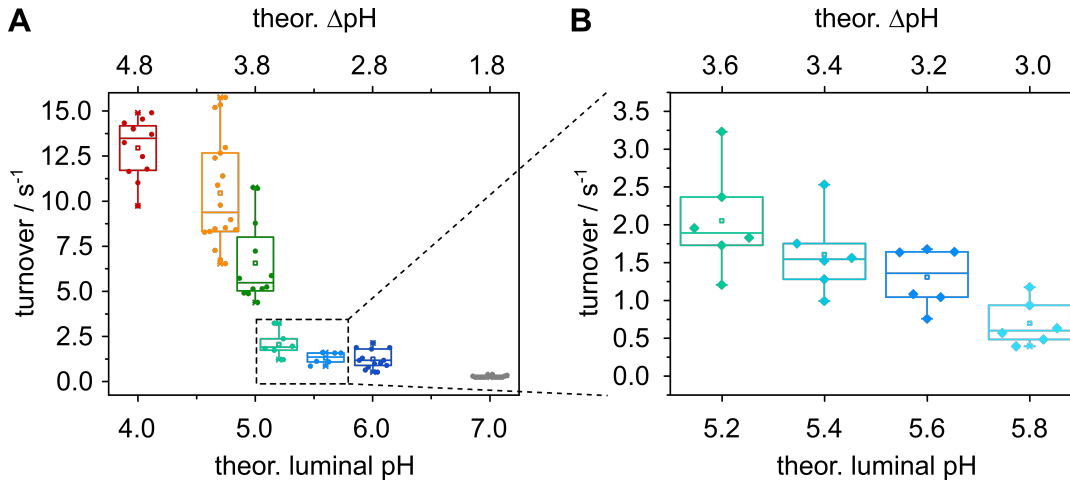 A
theor. ΔpH
4.8 3.8 2.8 1.8
15.0
12.5
10.0
7.5
5.0
2.5
0.0
turnover / s⁻¹
4.0 5.0 6.0 7.0
theor. luminal pH
B
theor. ΔpH
3.6 3.4 3.2 3.0
3.5
3.0
2.5
2.0
1.5
1.0
0.5
0.0
turnover / s⁻¹
5.2 5.4 5.6 5.8
theor. luminal pH